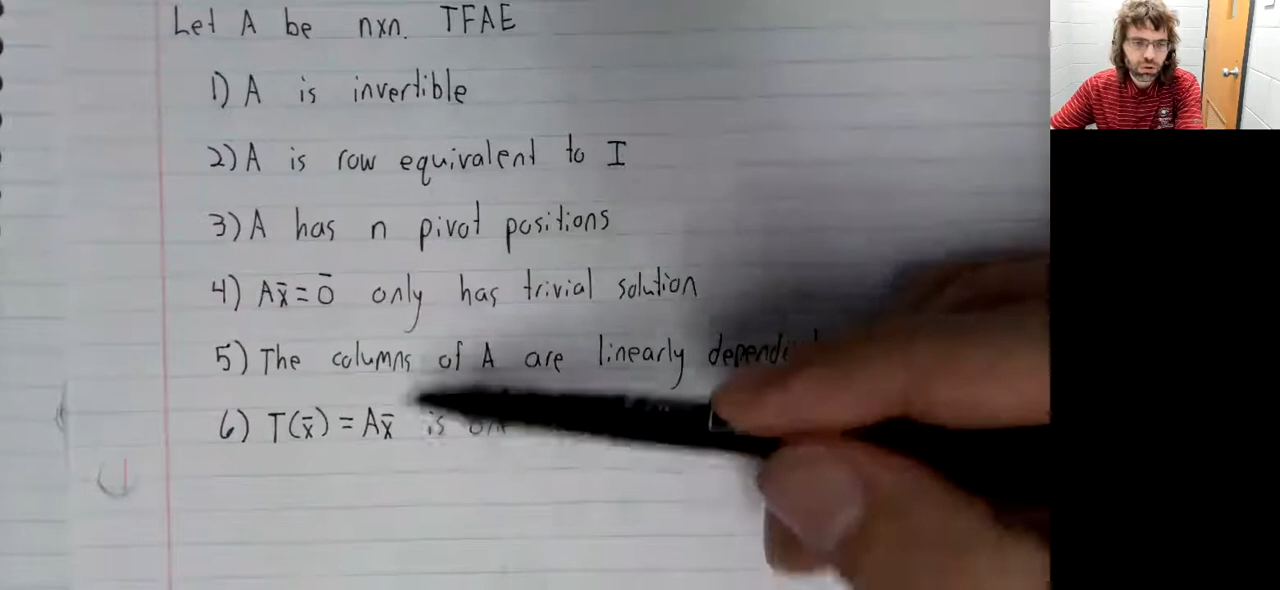 Let A be nxn. TFAE
1) A is invertible
2) A is row equivalent to I
3) A has n pivot positions
4) Ax̄ = 0̄ only has trivial solution
5) The columns of A are linearly
6) T(x̄) = Ax̄ is